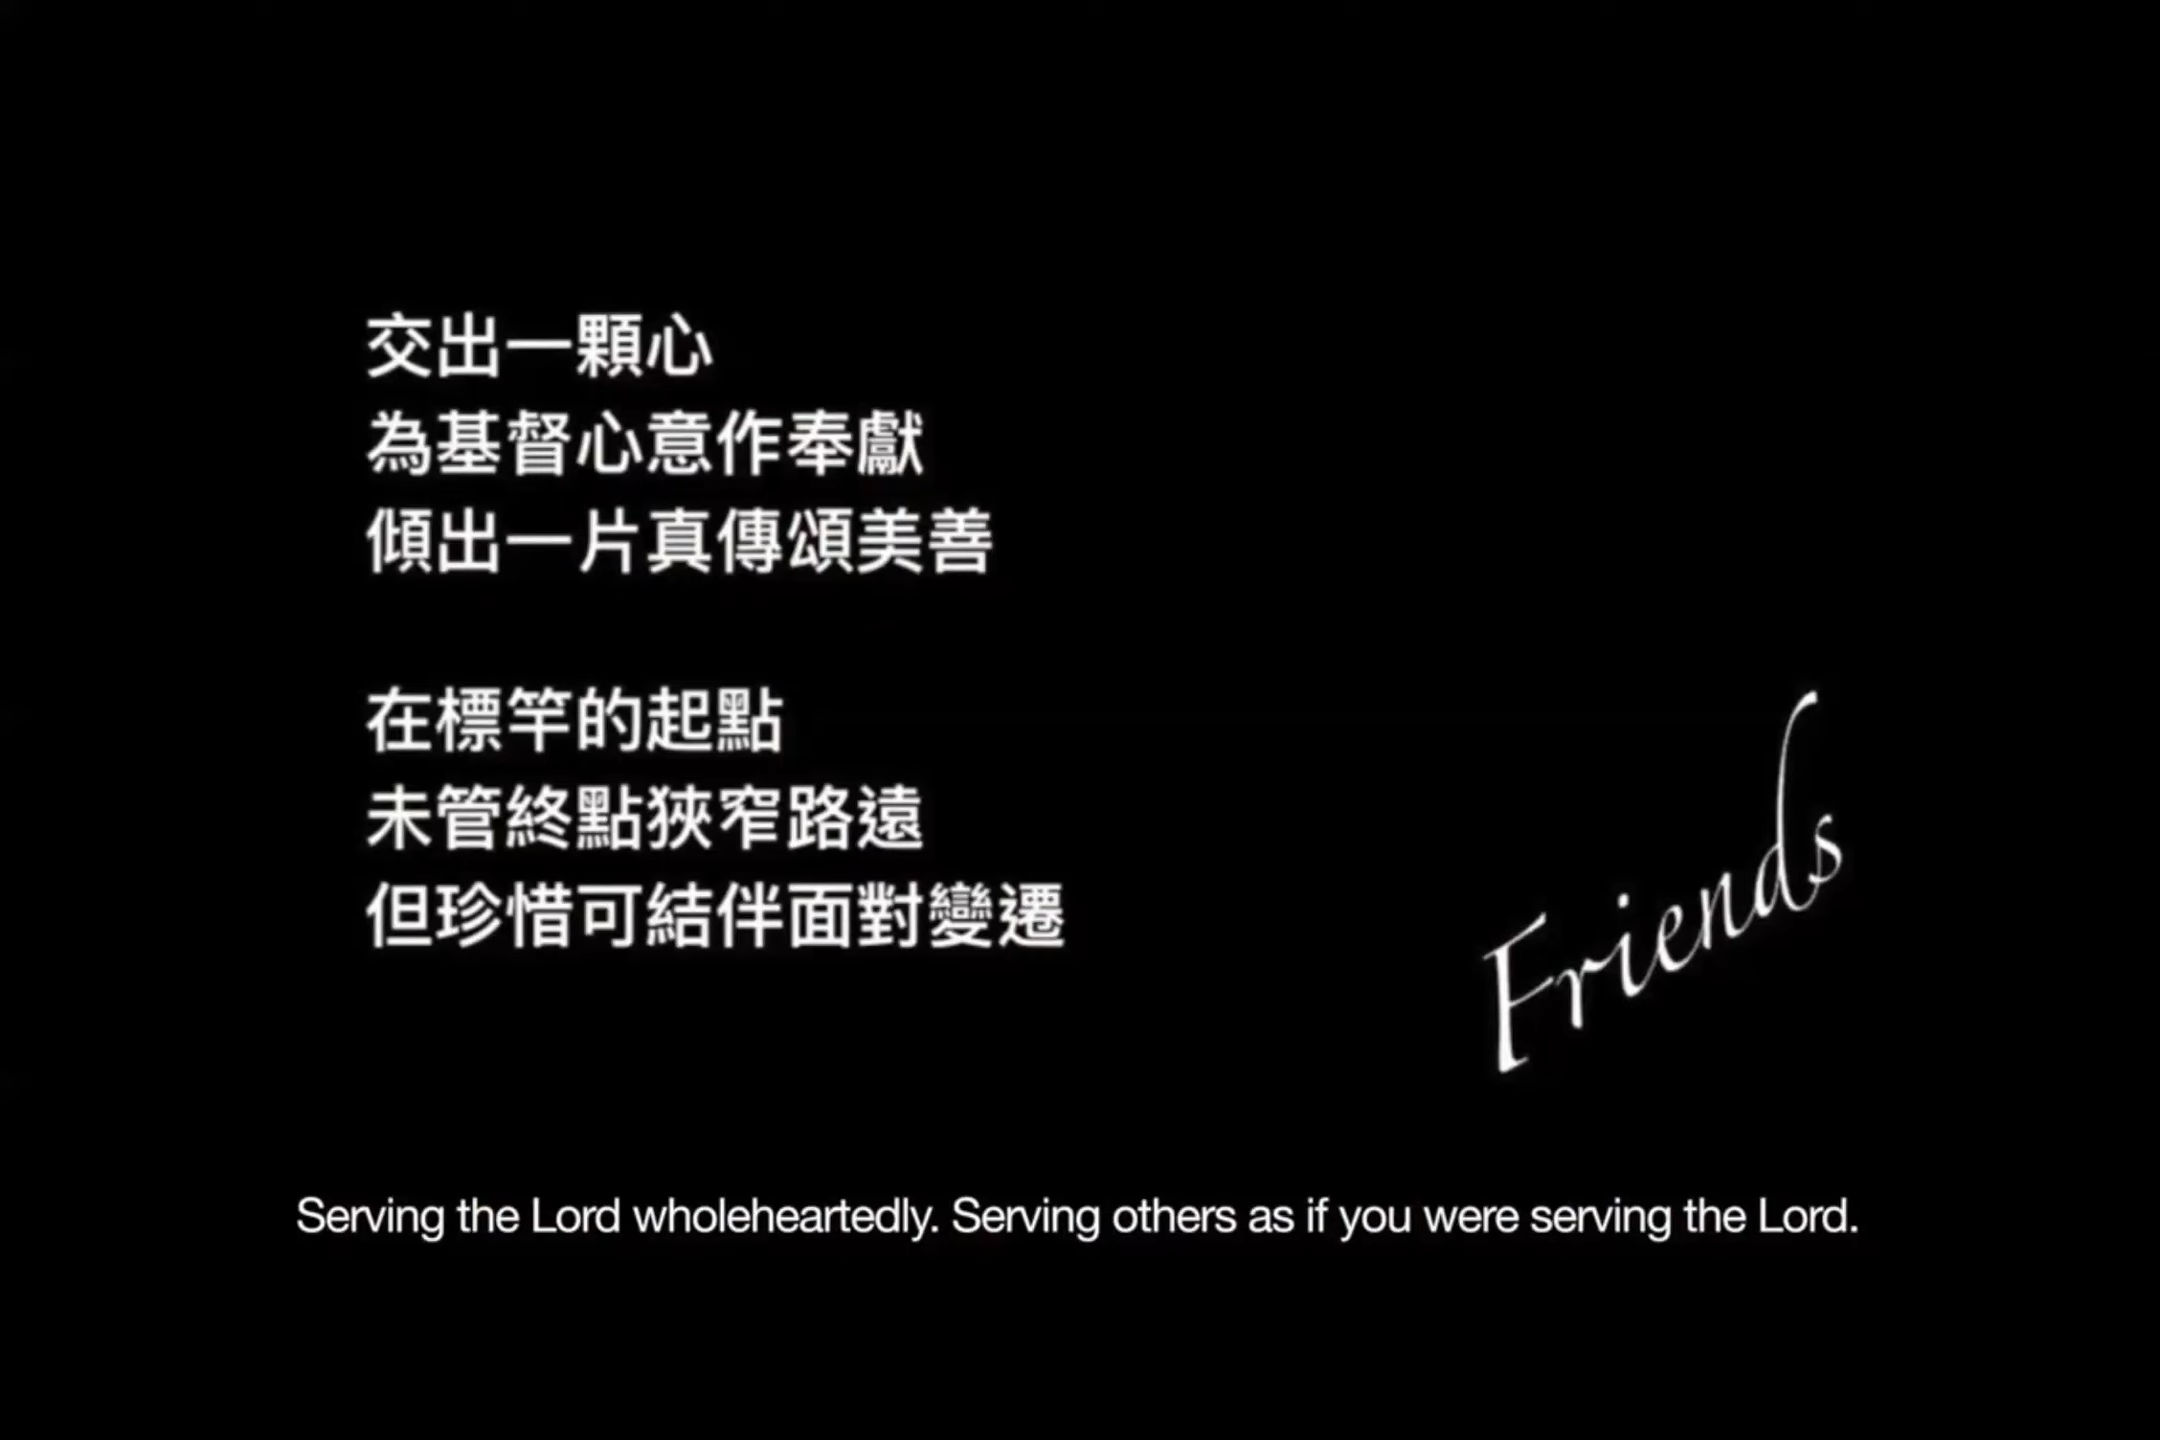 交出一顆心
為基督心意作奉獻
傾出一片真傳頌美善
在標竿的起點
未管終點狹窄路遠
但珍惜可結伴面對變遷
Friends
Serving the Lord wholeheartedly. Serving others as if you were serving the Lord.